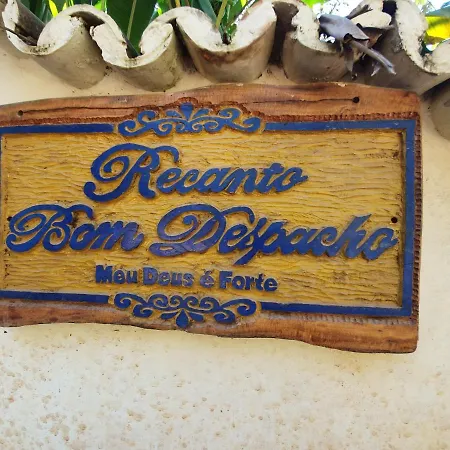 Recanto
Bom Despacho
Meu Deus é Forte